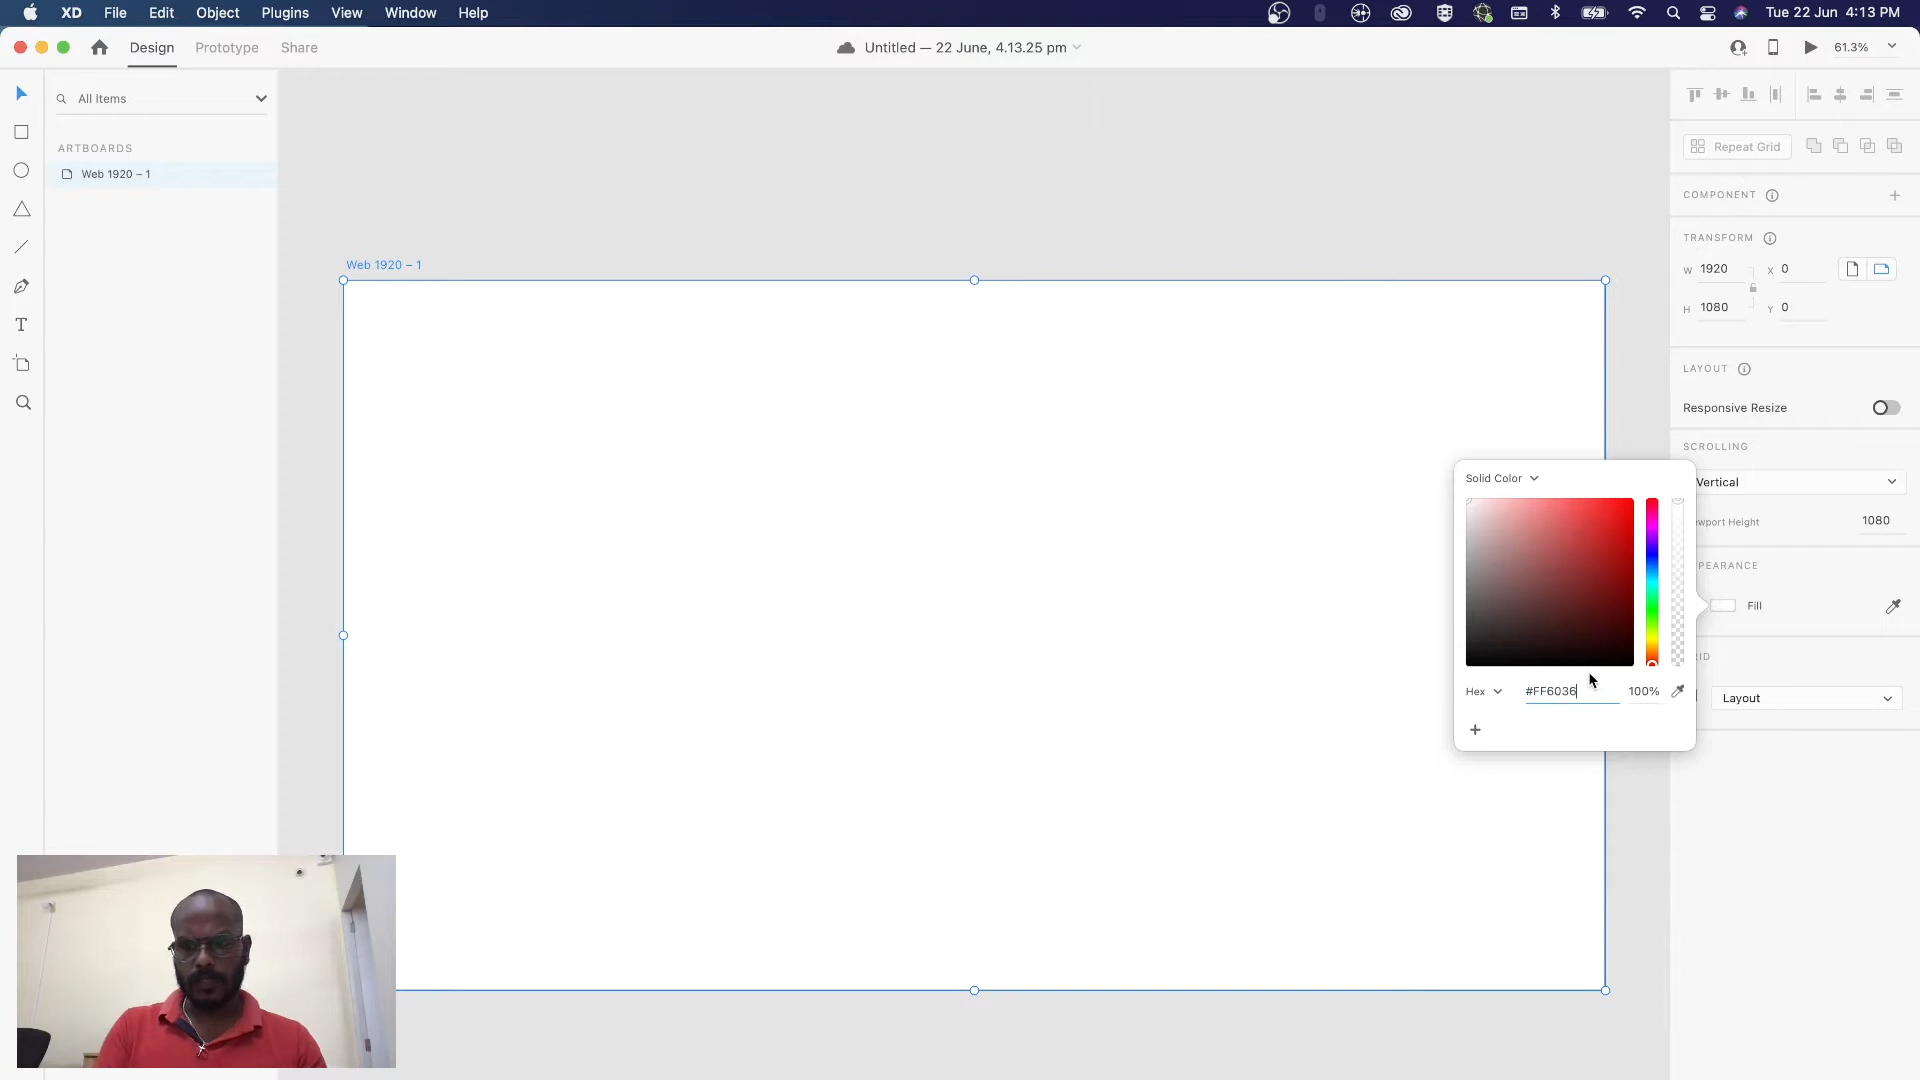 XD File Edit Object Plugins View Window Help
Tue 22 Jun 4:13 PM
Design Prototype Share
Untitled — 22 June, 4.13.25 pm
61.3%
All Items
ARTBOARDS
Web 1920 – 1
Web 1920 – 1
Repeat Grid
COMPONENT
TRANSFORM
W 1920 X 0
H 1080 Y 0
LAYOUT
Responsive Resize
SCROLLING
Solid Color
Vertical
ewport Height 1080
PEARANCE
Fill
ID
Hex #FF6036 100%
Layout
T